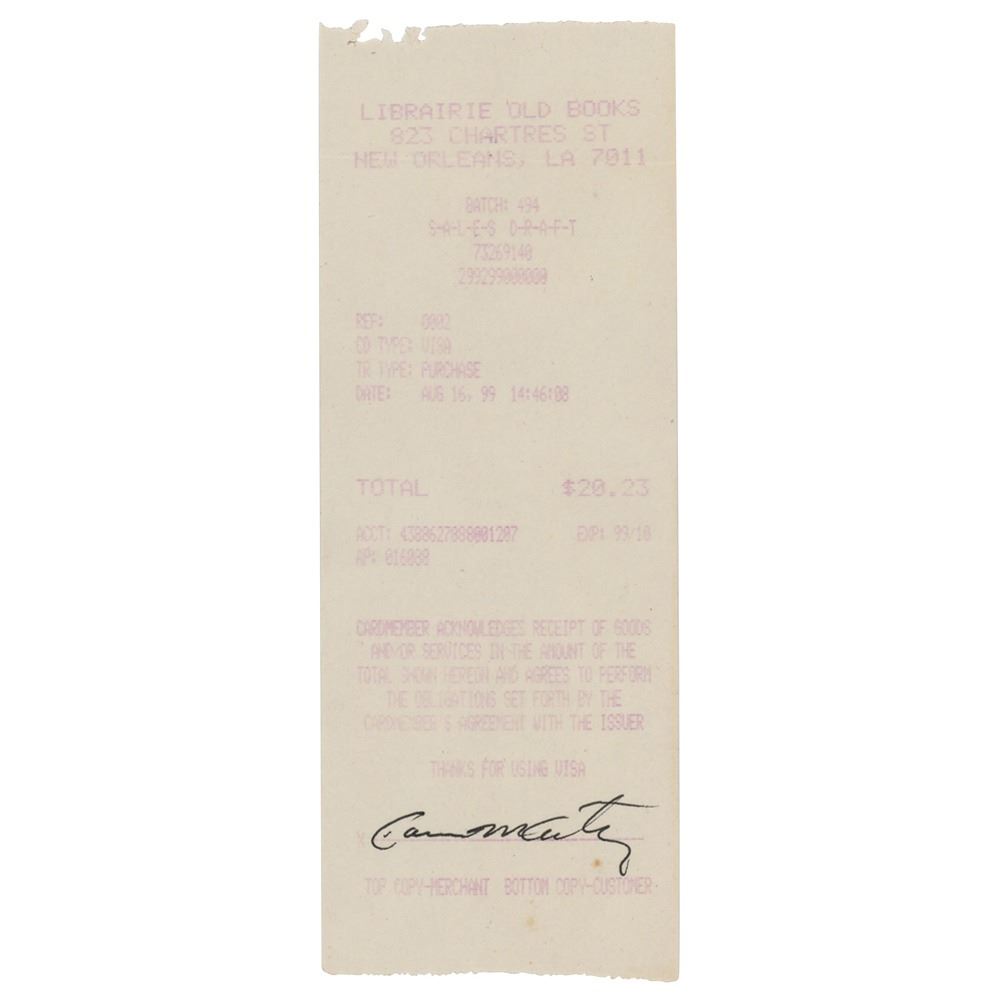 LIBRAIRIE OLD BOOKS
823 CHARTRES ST
NEW ORLEANS, LA 7011
BATCH: 494
S-A-L-E-S D-R-A-F-T
73269140
299299000000
REF: 0002
CD TYPE: VISA
TR TYPE: PURCHASE
DATE: AUG 16, 99 14:46:08
TOTAL $20.23
ACCT: EXP: 99/10
AP: 016038
CARDMEMBER ACKNOWLEDGES RECEIPT OF GOODS
AND/OR SERVICES IN THE AMOUNT OF THE
TOTAL SHOWN HEREON AND AGREES TO PERFORM
THE OBLIGATIONS SET FORTH BY THE
CARDMEMBER'S AGREEMENT WITH THE ISSUER
THANKS FOR USING VISA
X
TOP COPY-MERCHANT BOTTOM COPY-CUSTOMER